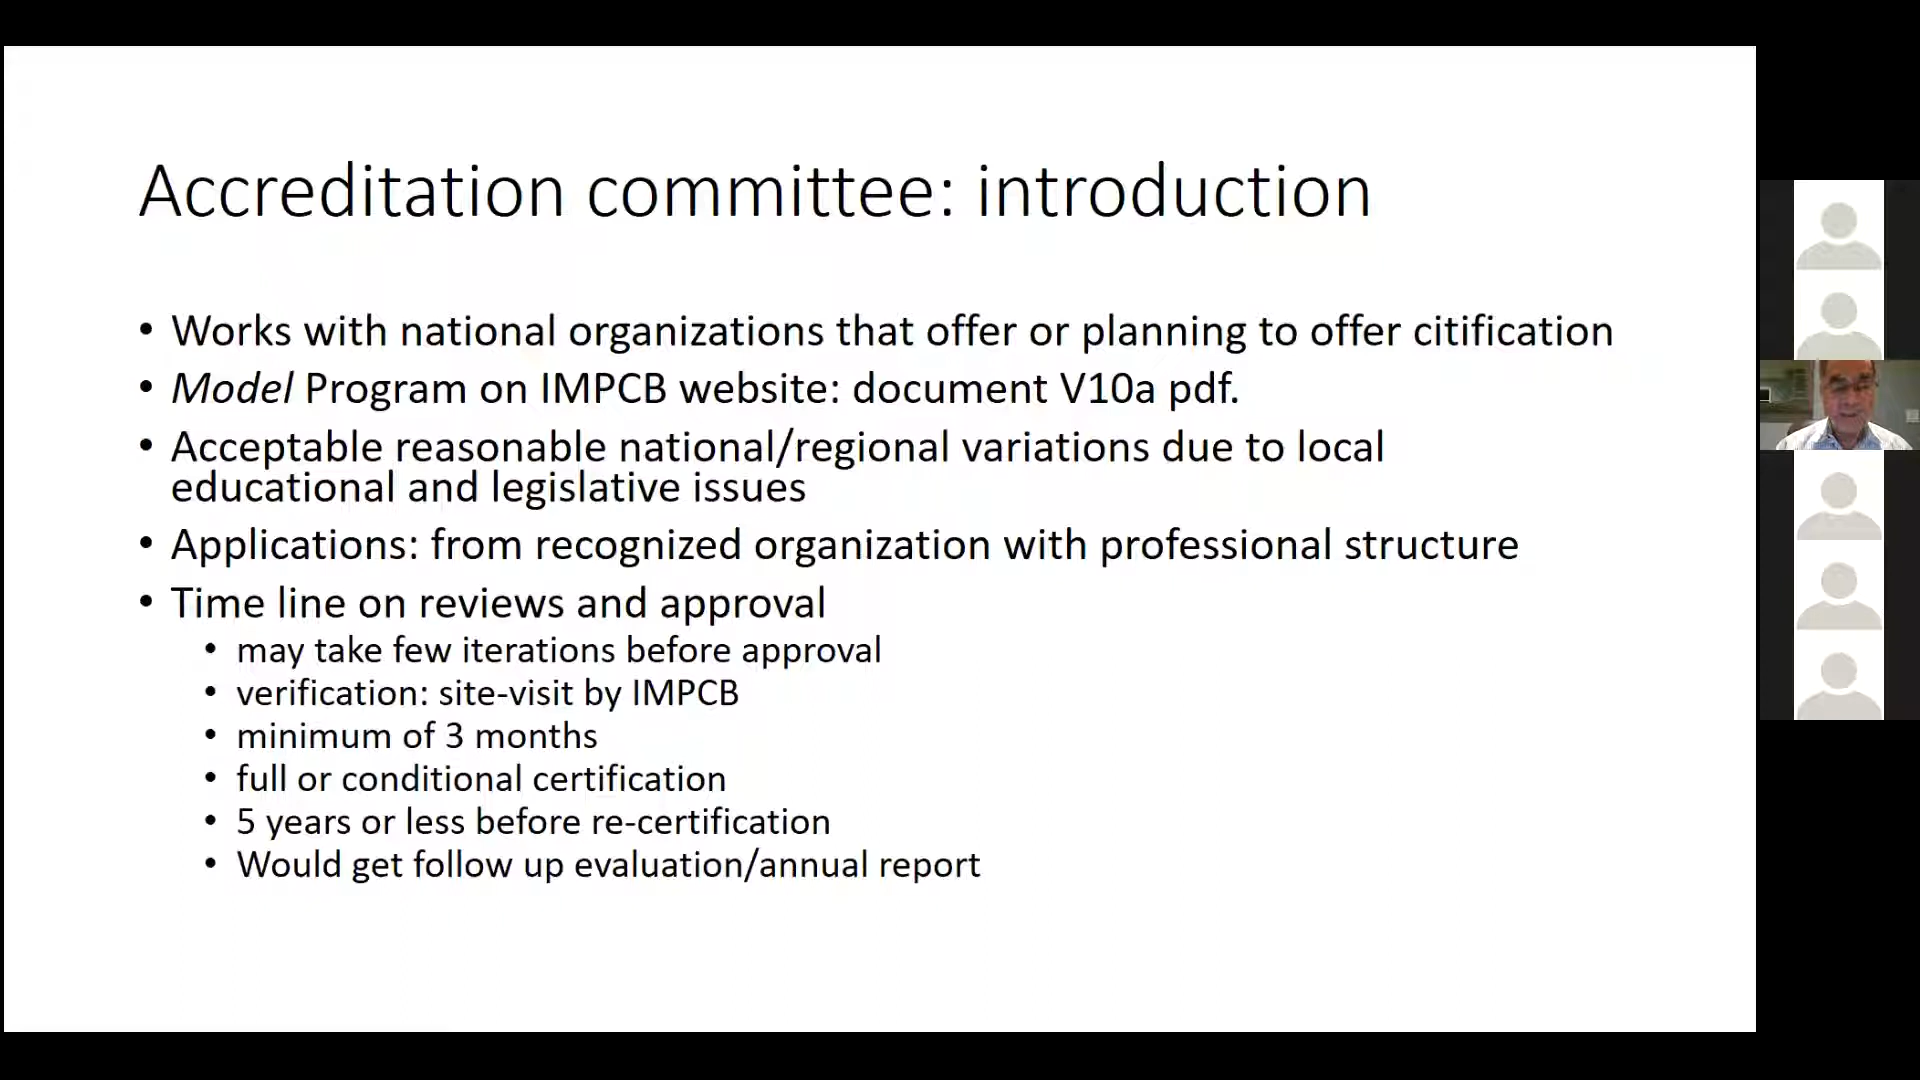 Accreditation committee: introduction
• Works with national organizations that offer or planning to offer citification
• Model Program on IMPCB website: document V10a pdf.
• Acceptable reasonable national/regional variations due to local
educational and legislative issues
• Applications: from recognized organization with professional structure
• Time line on reviews and approval
• may take few iterations before approval
• verification: site-visit by IMPCB
• minimum of 3 months
• full or conditional certification
• 5 years or less before re-certification
• Would get follow up evaluation/annual report